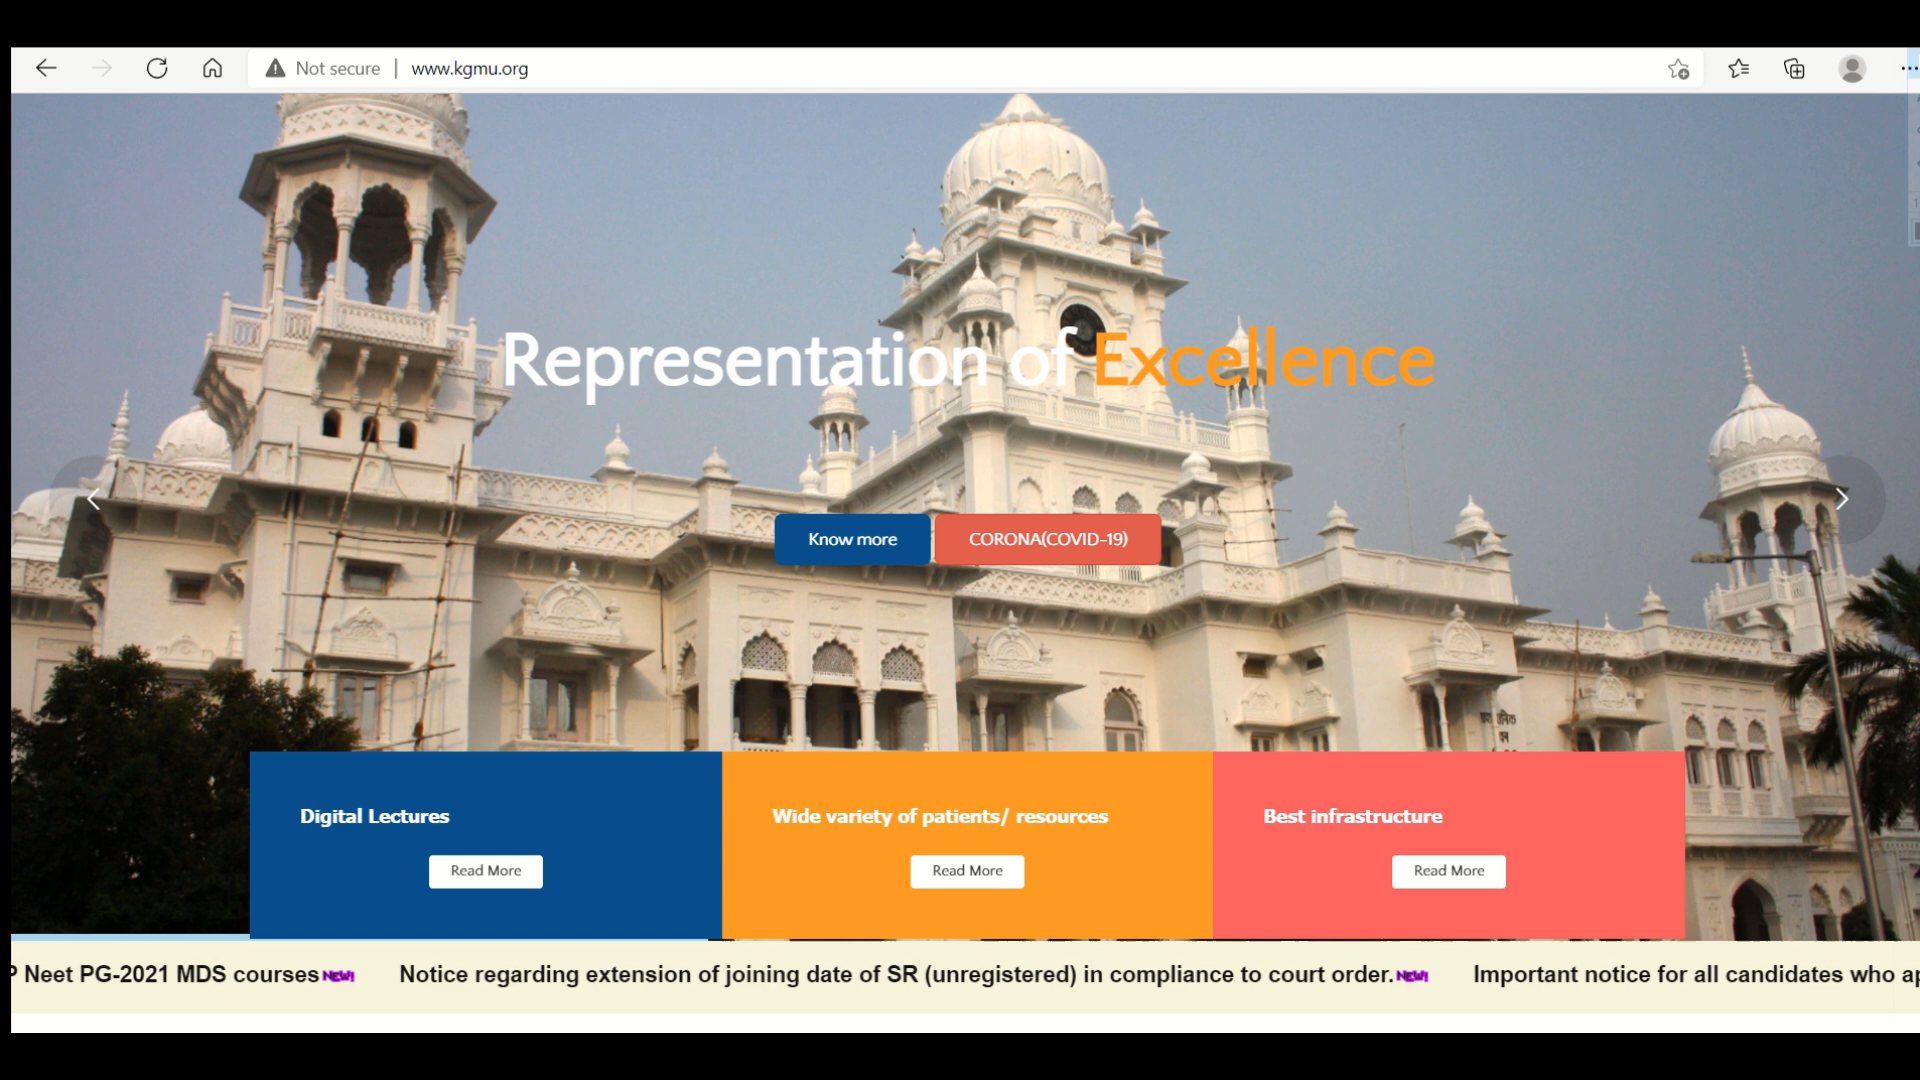 Not secure | www.kgmu.org
Representation of Excellence
Know more
CORONA(COVID-19)
Digital Lectures
Wide variety of patients/ resources
Best infrastructure
Read More
Read More
Read More
P Neet PG-2021 MDS courses NEW! Notice regarding extension of joining date of SR (unregistered) in compliance to court order. NEW! Important notice for all candidates who ap